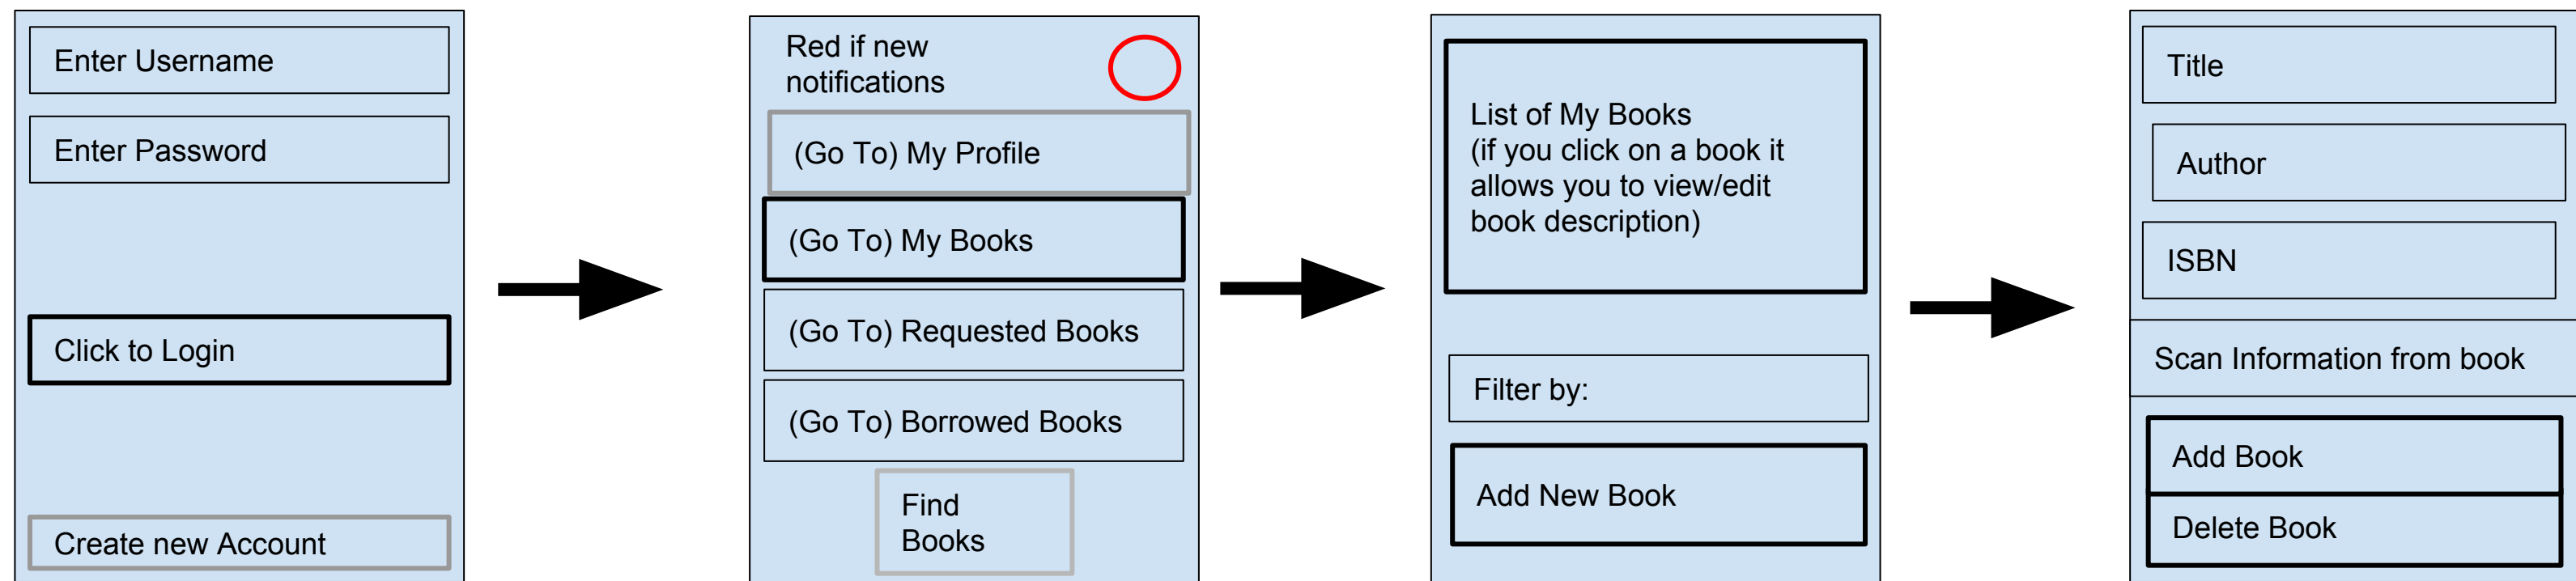 Enter Username
Enter Password
Click to Login
Create new Account
Red if new
notifications
(Go To) My Profile
(Go To) My Books
(Go To) Requested Books
(Go To) Borrowed Books
Find
Books
List of My Books
(if you click on a book it
allows you to view/edit
book description)
Filter by:
Add New Book
Title
Author
ISBN
Scan Information from book
Add Book
Delete Book